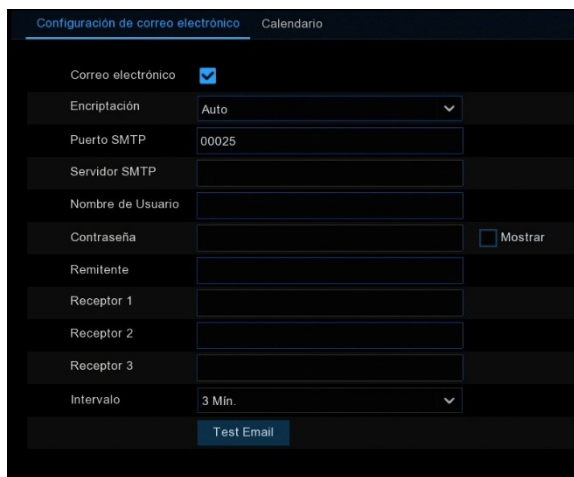 Configuración de correo electrónico Calendario
Correo electrónico
Encriptación Auto
Puerto SMTP 00025
Servidor SMTP
Nombre de Usuario
Contraseña Mostrar
Remitente
Receptor 1
Receptor 2
Receptor 3
Intervalo 3 Mín.
Test Email